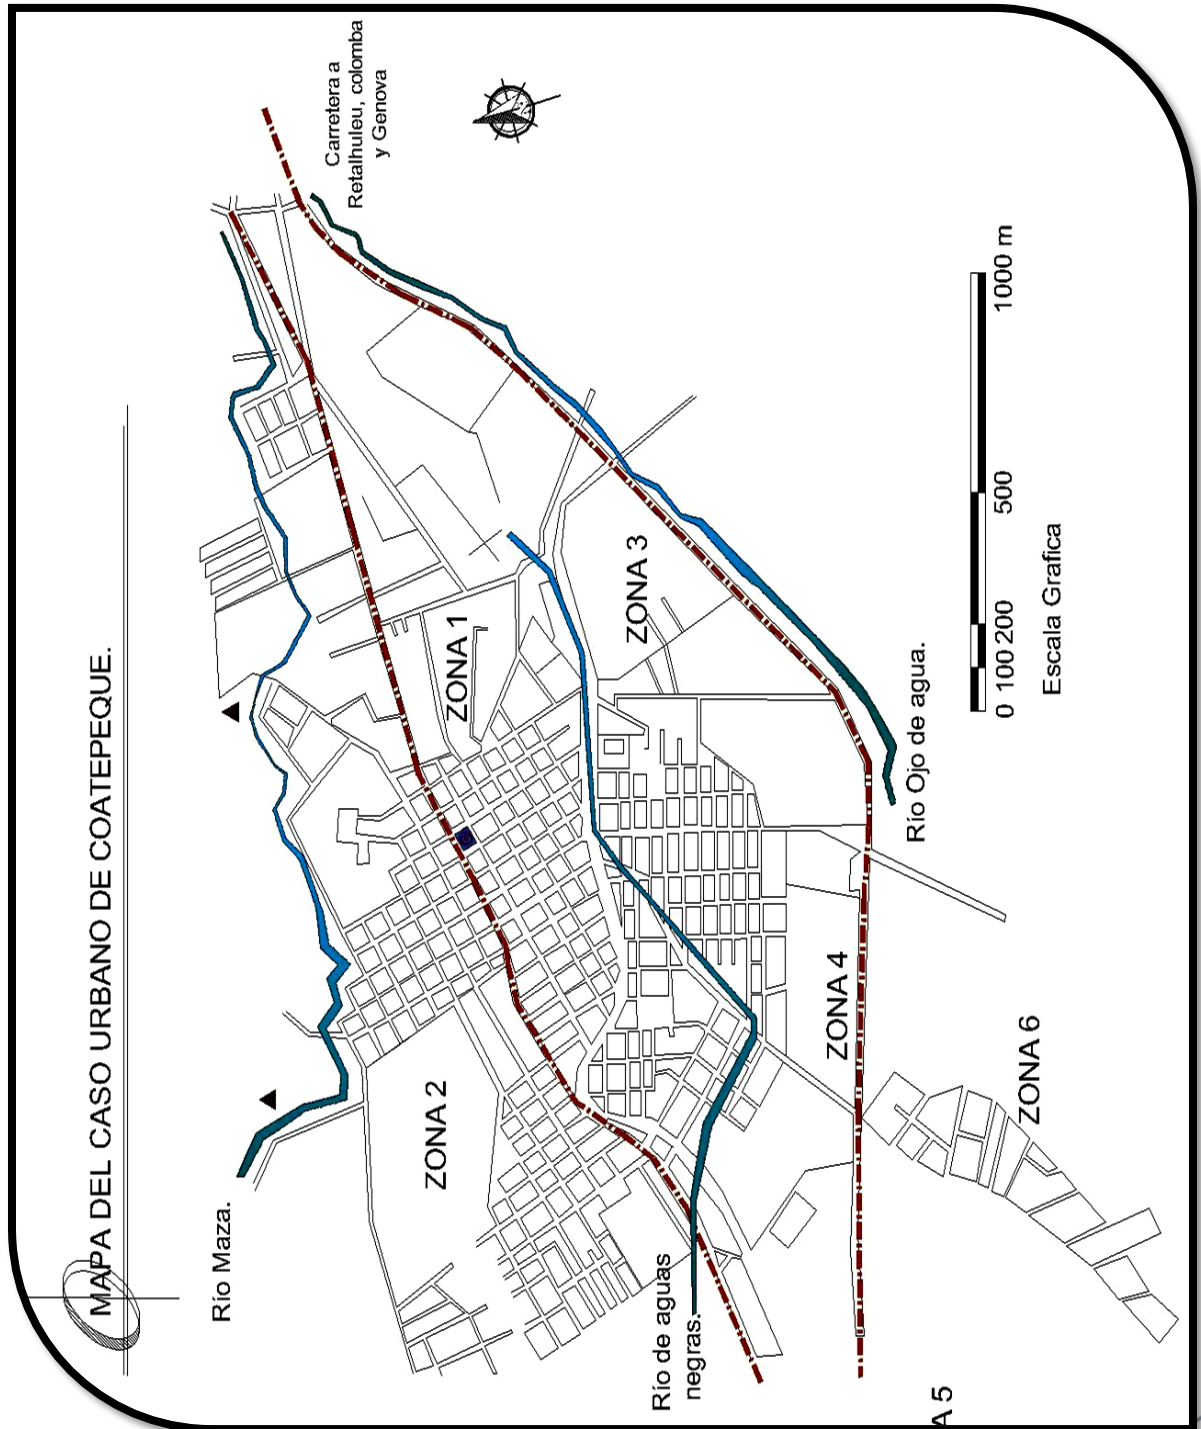 MAPA DEL CASO URBANO DE COATEPEQUE.
Río Maza.
Carretera a
Retalhuleu, colomba
y Genova
ZONA 1
ZONA 2
ZONA 3
ZONA 4
ZONA 6
Río de aguas
negras.
Río Ojo de agua.
0 100 200 500 1000 m
Escala Grafica
A 5